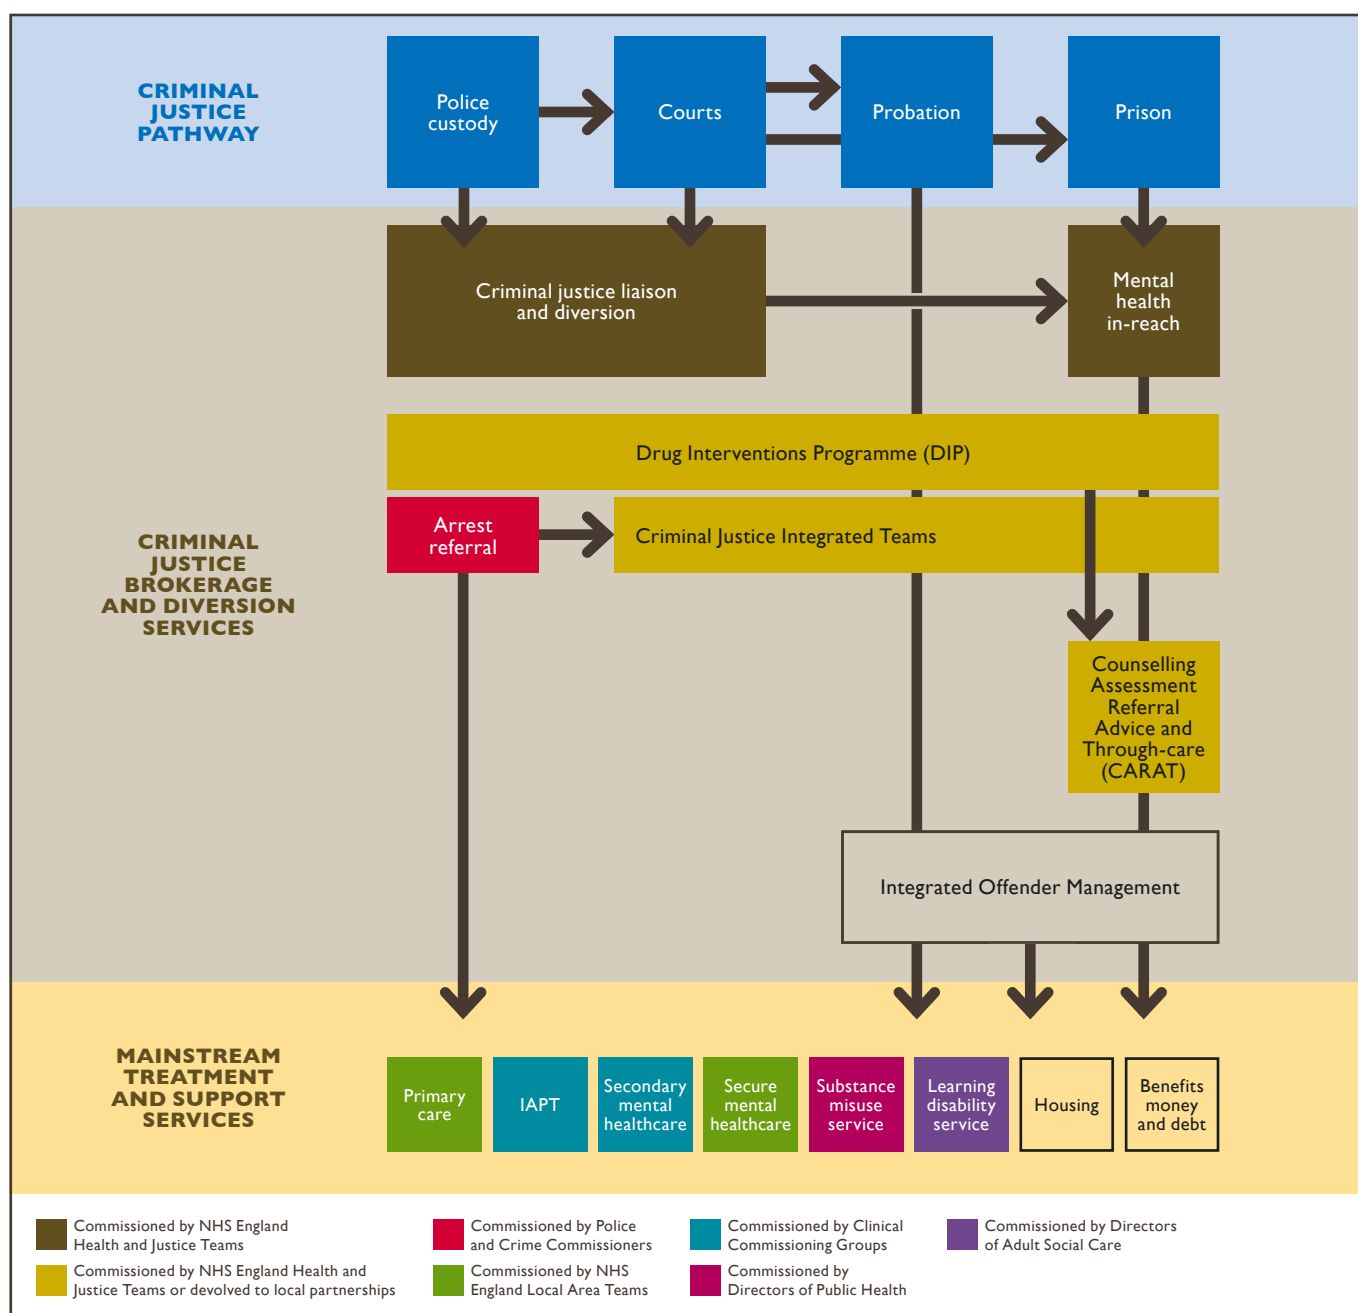 CRIMINAL
JUSTICE
PATHWAY
Police
custody
Courts
Probation
Prison
Criminal justice liaison
and diversion
Mental
health
in-reach
CRIMINAL
JUSTICE
BROKERAGE
AND DIVERSION
SERVICES
Drug Interventions Programme (DIP)
Arrest
referral
Criminal Justice Integrated Teams
Counselling
Assessment
Referral
Advice and
Through-care
(CARAT)
Integrated Offender Management
MAINSTREAM
TREATMENT
AND SUPPORT
SERVICES
Primary
care
IAPT
Secondary
mental
healthcare
Secure
mental
healthcare
Substance
misuse
service
Learning
disability
service
Housing
Benefits
money
and debt
Commissioned by NHS England
Health and Justice Teams
Commissioned by Police
and Crime Commissioners
Commissioned by Clinical
Commissioning Groups
Commissioned by Directors
of Adult Social Care
Commissioned by NHS England Health and
Justice Teams or devolved to local partnerships
Commissioned by NHS
England Local Area Teams
Commissioned by
Directors of Public Health